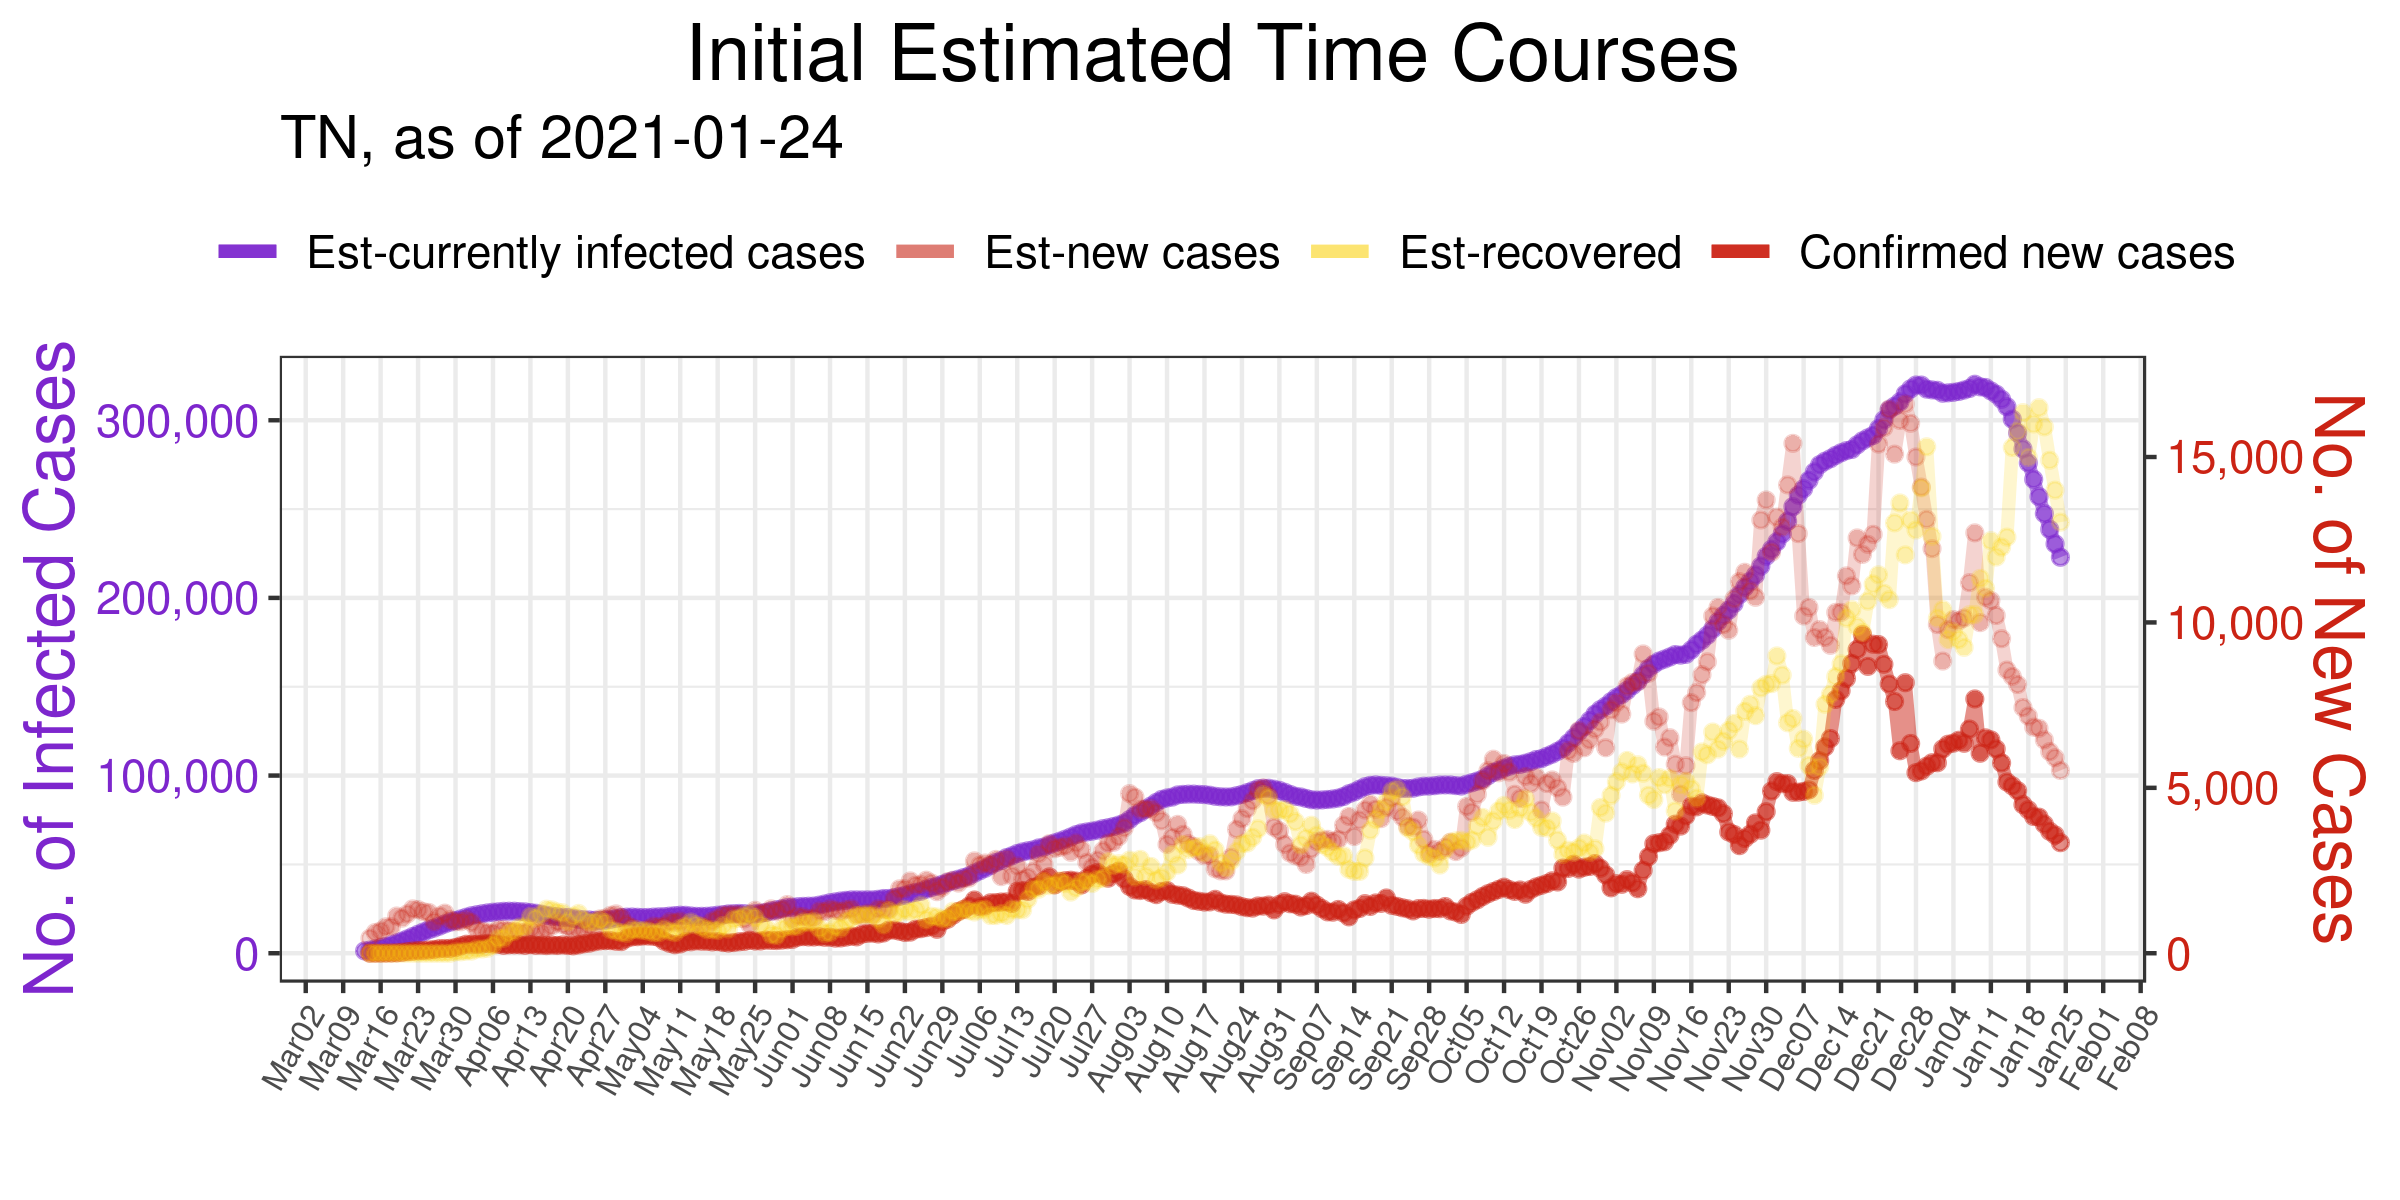 Initial Estimated Time Courses
TN, as of 2021-01-24
Est-currently infected cases Est-new cases Est-recovered Confirmed new cases
No. of Infected Cases
300,000
200,000
100,000
0
15,000
10,000
5,000
0
No. of New Cases
Mar02 Mar09 Mar16 Mar23 Mar30 Apr06 Apr13 Apr20 Apr27 May04 May11 May18 May25 Jun01 Jun08 Jun15 Jun22 Jun29 Jul06 Jul13 Jul20 Jul27 Aug03 Aug10 Aug17 Aug24 Aug31 Sep07 Sep14 Sep21 Sep28 Oct05 Oct12 Oct19 Oct26 Nov02 Nov09 Nov16 Nov23 Nov30 Dec07 Dec14 Dec21 Dec28 Jan04 Jan11 Jan18 Jan25 Feb01 Feb08